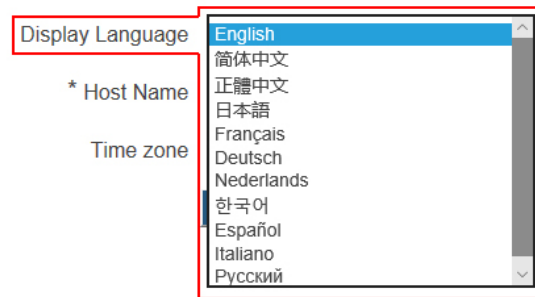 Display Language
* Host Name
Time zone
English
简体中文
正體中文
日本語
Français
Deutsch
Nederlands
한국어
Español
Italiano
Русский